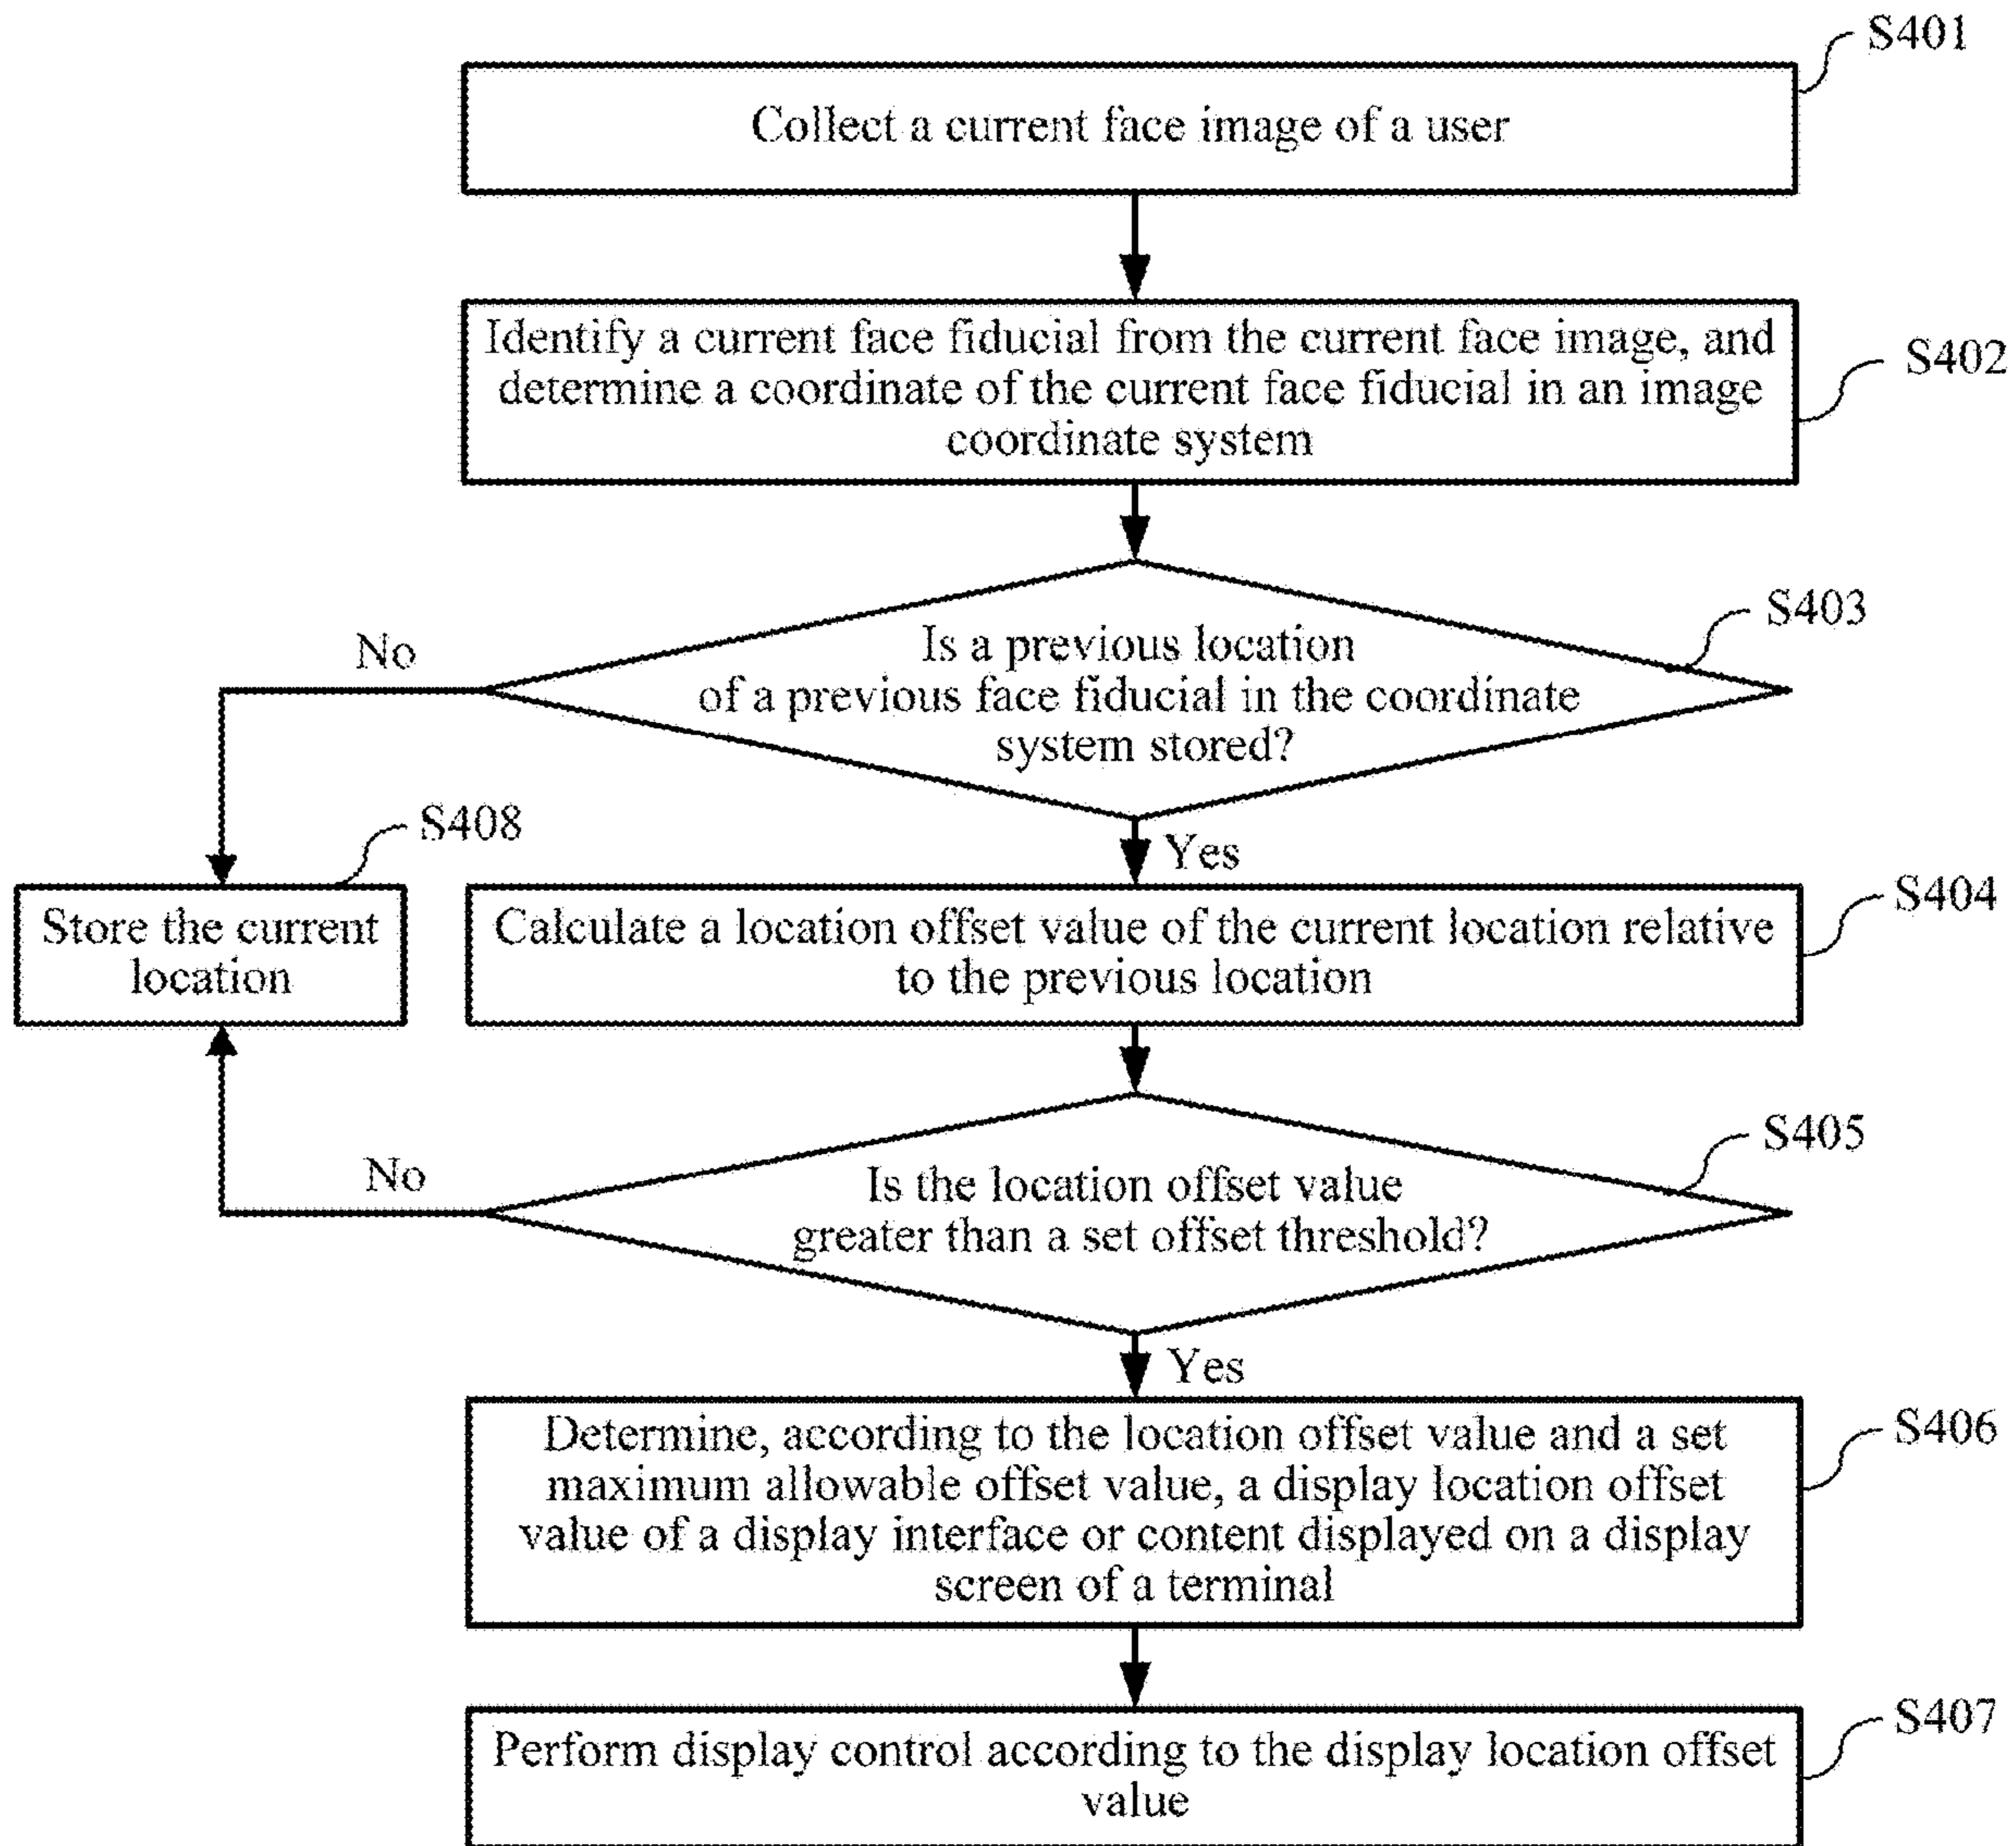 S401
Collect a current face image of a user
Identify a current face fiducial from the current face image, and
determine a coordinate of the current face fiducial in an image
coordinate system
S402
S403
No
Is a previous location
of a previous face fiducial in the coordinate
system stored?
S408
Yes
Store the current
location
Calculate a location offset value of the current location relative
to the previous location
S404
S405
No
Is the location offset value
greater than a set offset threshold?
Yes
Determine, according to the location offset value and a set
maximum allowable offset value, a display location offset
value of a display interface or content displayed on a display
screen of a terminal
S406
Perform display control according to the display location offset
value
S407